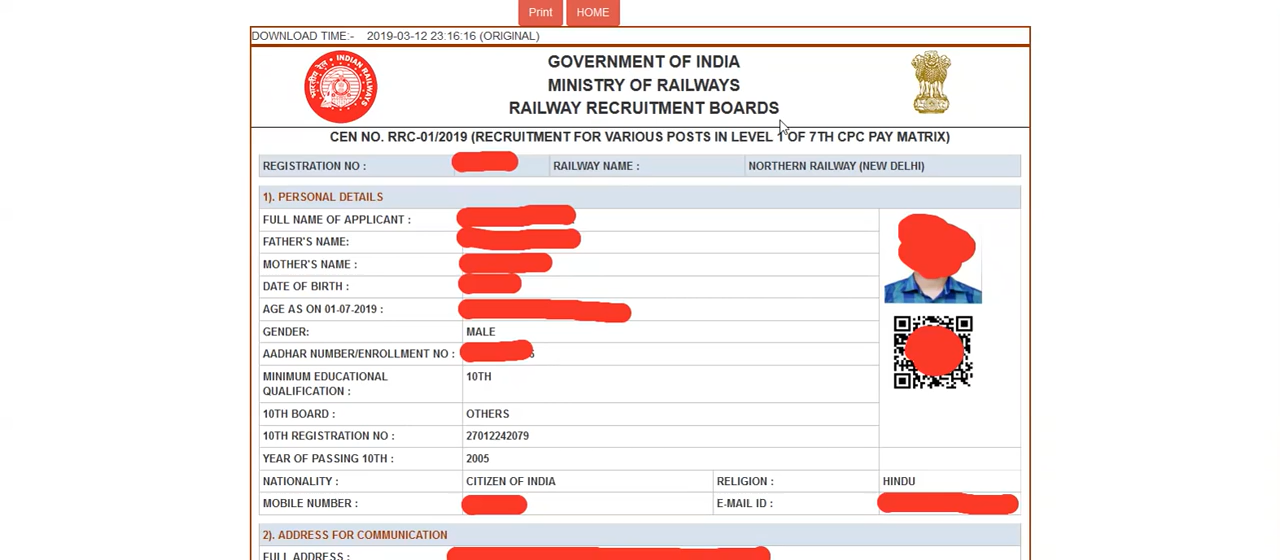 Print HOME
DOWNLOAD TIME:- 2019-03-12 23:16:16 (ORIGINAL)
INDIAN RAILWAYS
भारतीय रेल
GOVERNMENT OF INDIA
MINISTRY OF RAILWAYS
RAILWAY RECRUITMENT BOARDS
CEN NO. RRC-01/2019 (RECRUITMENT FOR VARIOUS POSTS IN LEVEL 1 OF 7TH CPC PAY MATRIX)
REGISTRATION NO : RAILWAY NAME : NORTHERN RAILWAY (NEW DELHI)
1). PERSONAL DETAILS
FULL NAME OF APPLICANT :
FATHER'S NAME:
MOTHER'S NAME :
DATE OF BIRTH :
AGE AS ON 01-07-2019 :
GENDER: MALE
AADHAR NUMBER/ENROLLMENT NO :
MINIMUM EDUCATIONAL
QUALIFICATION : 10TH
10TH BOARD : OTHERS
10TH REGISTRATION NO : 27012242079
YEAR OF PASSING 10TH : 2005
NATIONALITY : CITIZEN OF INDIA RELIGION : HINDU
MOBILE NUMBER : E-MAIL ID :
2). ADDRESS FOR COMMUNICATION
FULL ADDRESS :